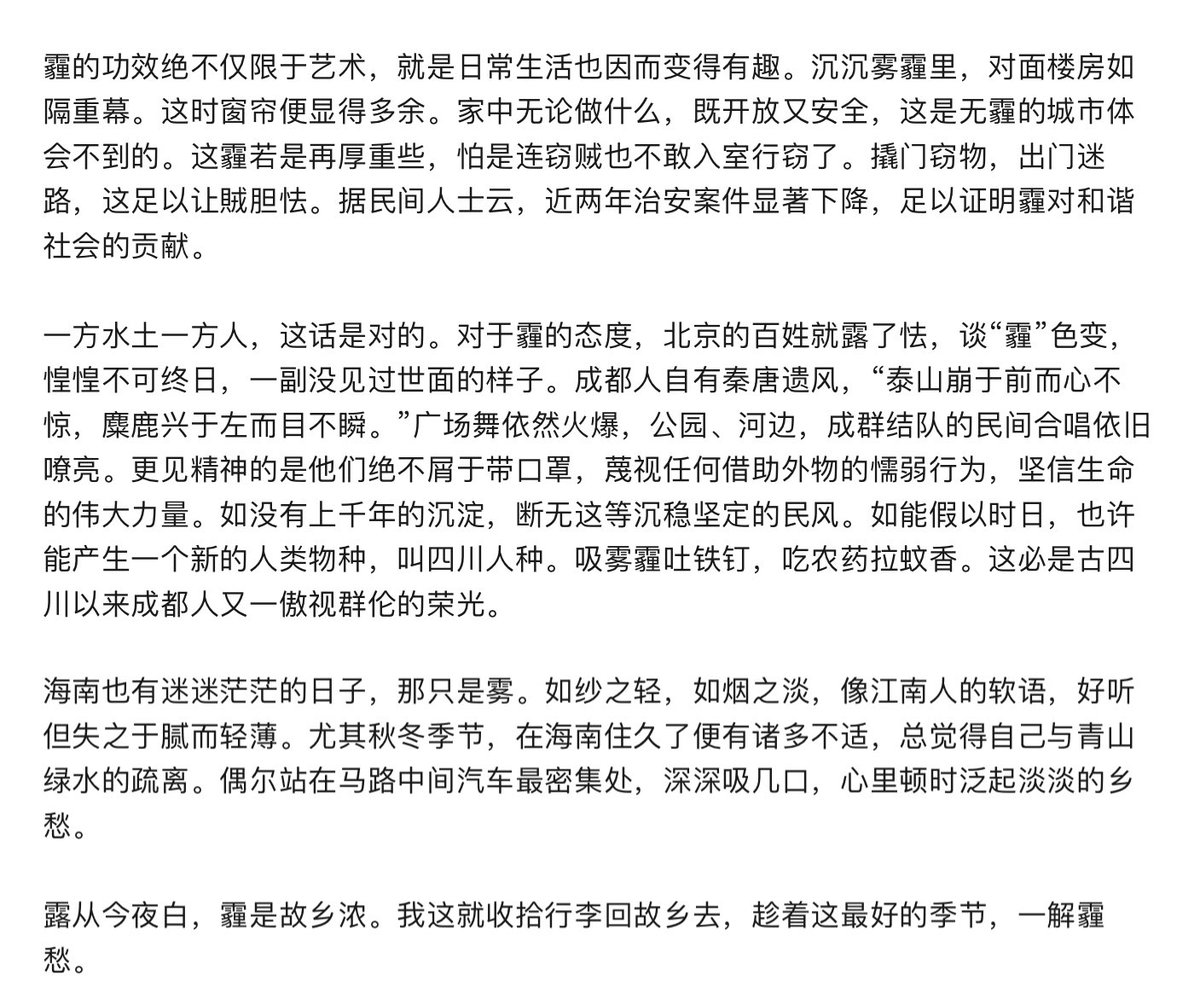 霾的功效绝不仅限于艺术，就是日常生活也因而变得有趣。沉沉雾霾里，对面楼房如
隔重幕。这时窗帘便显得多余。家中无论做什么，既开放又安全，这是无霾的城市体
会不到的。这霾若是再厚重些，怕是连窃贼也不敢入室行窃了。撬门窃物，出门迷
路，这足以让贼胆怯。据民间人士云，近两年治安案件显著下降，足以证明霾对和谐
社会的贡献。
一方水土一方人，这话是对的。对于霾的态度，北京的百姓就露了怯，谈“霾”色变，
惶惶不可终日，一副没见过世面的样子。成都人自有秦唐遗风，“泰山崩于前而心不
惊，麋鹿兴于左而目不瞬。”广场舞依然火爆，公园、河边，成群结队的民间合唱依旧
嘹亮。更见精神的是他们绝不屑于带口罩，蔑视任何借助外物的懦弱行为，坚信生命
的伟大力量。如没有上千年的沉淀，断无这等沉稳坚定的民风。如能假以时日，也许
能产生一个新的人类物种，叫四川人种。吸雾霾吐铁钉，吃农药拉蚊香。这必是古四
川以来成都人又一傲视群伦的荣光。
海南也有迷迷茫茫的日子，那只是雾。如纱之轻，如烟之淡，像江南人的软语，好听
但失之于腻而轻薄。尤其秋冬季节，在海南住久了便有诸多不适，总觉得自己与青山
绿水的疏离。偶尔站在马路中间汽车最密集处，深深吸几口，心里顿时泛起淡淡的乡
愁。
露从今夜白，霾是故乡浓。我这就收拾行李回故乡去，趁着这最好的季节，一解霾
愁。